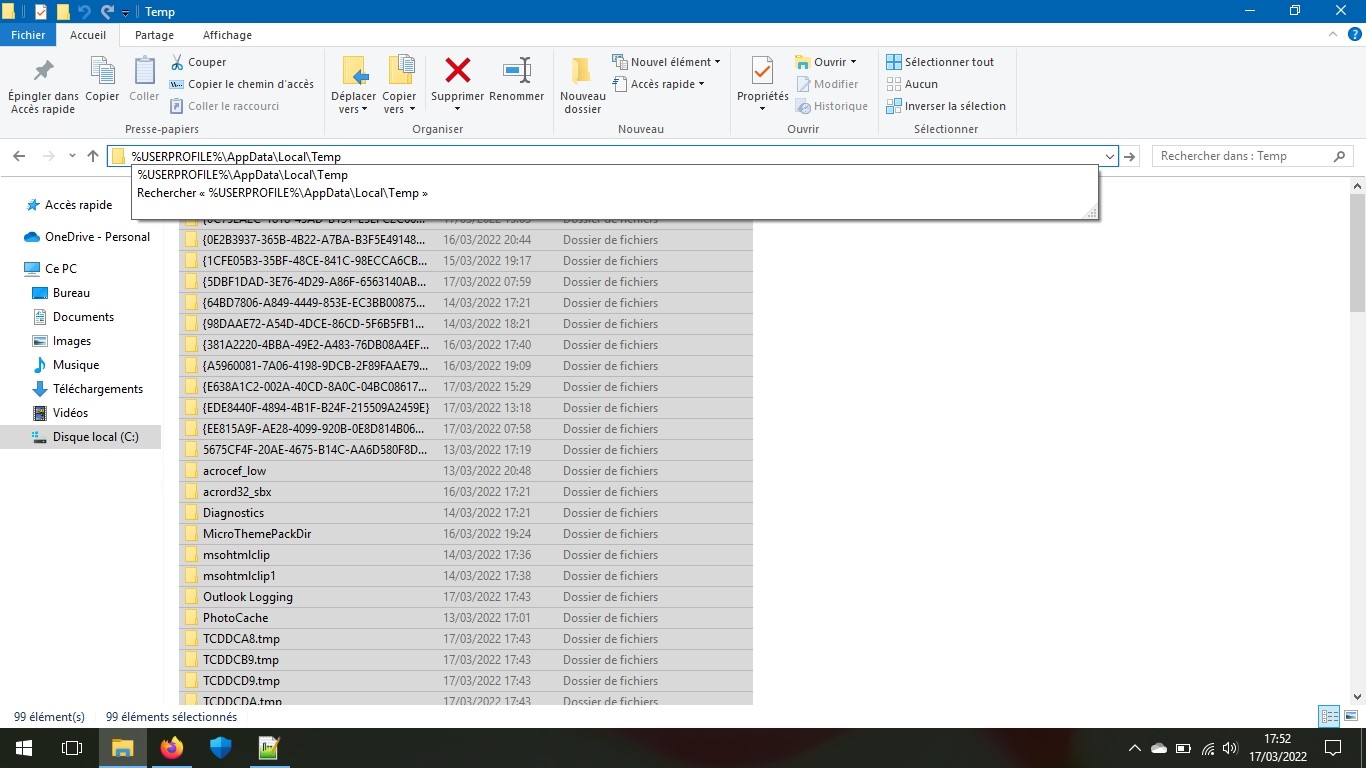 Temp
Fichier Accueil Partage Affichage
Épingler dans Accès rapide
Copier
Coller
Couper
Copier le chemin d'accès
Coller le raccourci
Presse-papiers
Déplacer vers
Copier vers
Supprimer
Renommer
Organiser
Nouveau dossier
Nouvel élément
Accès rapide
Nouveau
Propriétés
Ouvrir
Modifier
Historique
Ouvrir
Sélectionner tout
Aucun
Inverser la sélection
Sélectionner
%USERPROFILE%\AppData\Local\Temp
Rechercher dans : Temp
%USERPROFILE%\AppData\Local\Temp
Rechercher « %USERPROFILE%\AppData\Local\Temp »
Accès rapide
OneDrive - Personal
Ce PC
Bureau
Documents
Images
Musique
Téléchargements
Vidéos
Disque local (C:)
{0E2B3937-365B-4B22-A7BA-B3F5E49148... 16/03/2022 20:44 Dossier de fichiers
{1CFE05B3-35BF-48CE-841C-98ECCA6CB... 15/03/2022 19:17 Dossier de fichiers
{5DBF1DAD-3E76-4D29-A86F-6563140AB... 17/03/2022 07:59 Dossier de fichiers
{64BD7806-A849-4449-853E-EC3BB00875... 14/03/2022 17:21 Dossier de fichiers
{98DAAE72-A54D-4DCE-86CD-5F6B5FB1... 14/03/2022 18:21 Dossier de fichiers
{381A2220-4BBA-49E2-A483-76DB08A4EF... 16/03/2022 17:40 Dossier de fichiers
{A5960081-7A06-4198-9DCB-2F89FAAE79... 16/03/2022 19:09 Dossier de fichiers
{E638A1C2-002A-40CD-8A0C-04BC08617... 17/03/2022 15:29 Dossier de fichiers
{EDE8440F-4894-4B1F-B24F-215509A2459E} 17/03/2022 13:18 Dossier de fichiers
{EE815A9F-AE28-4099-920B-0E8D814B06... 17/03/2022 07:58 Dossier de fichiers
5675CF4F-20AE-4675-B14C-AA6D580F8D... 13/03/2022 17:19 Dossier de fichiers
acrocef_low 13/03/2022 20:48 Dossier de fichiers
acrord32_sbx 16/03/2022 17:21 Dossier de fichiers
Diagnostics 14/03/2022 17:21 Dossier de fichiers
MicroThemePackDir 16/03/2022 19:24 Dossier de fichiers
msohtmlclip 14/03/2022 17:36 Dossier de fichiers
msohtmlclip1 14/03/2022 17:38 Dossier de fichiers
Outlook Logging 17/03/2022 17:43 Dossier de fichiers
PhotoCache 13/03/2022 17:01 Dossier de fichiers
TCDDCA8.tmp 17/03/2022 17:43 Dossier de fichiers
TCDDCB9.tmp 17/03/2022 17:43 Dossier de fichiers
TCDDCD9.tmp 17/03/2022 17:43 Dossier de fichiers
TCDDCDA.tmp 17/03/2022 17:43 Dossier de fichiers
99 élément(s) 99 éléments sélectionnés
17:52
17/03/2022